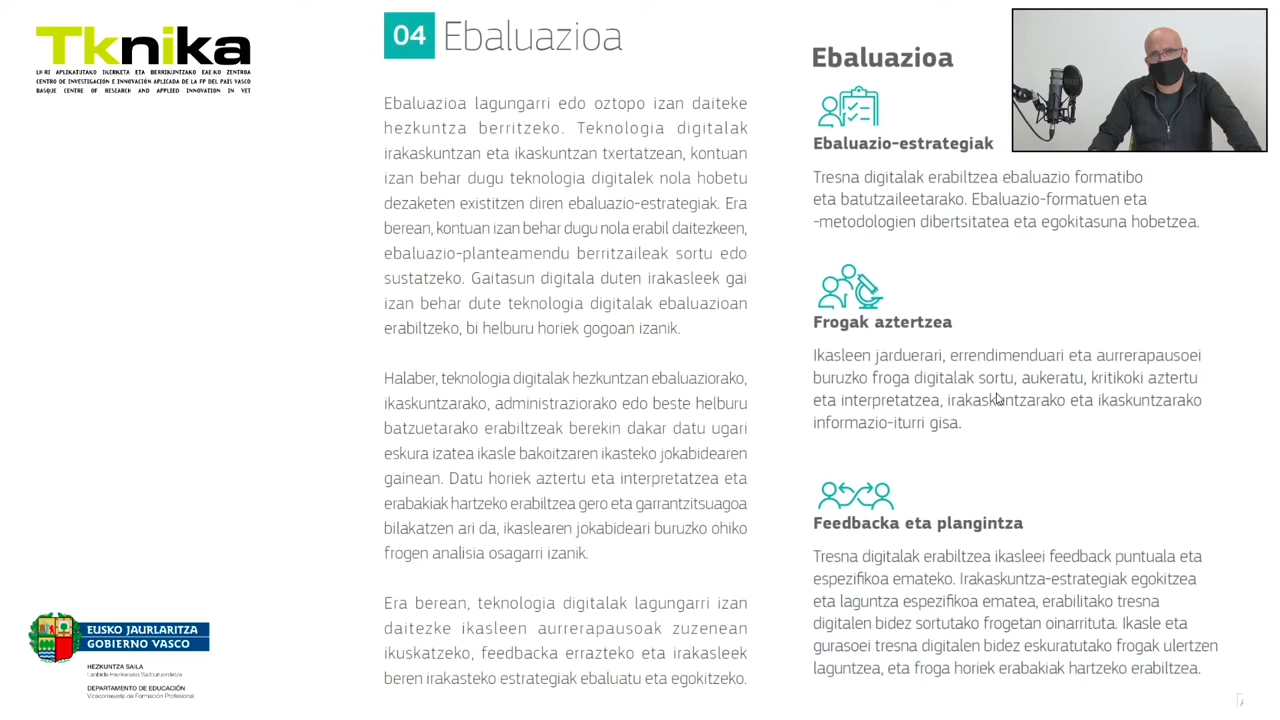 Tknika
LH-RI APLIKATUTAKO IKERKETA ETA BERRIKUNTZAKO EAEKO ZENTROA
CENTRO DE INVESTIGACIÓN E INNOVACIÓN APLICADA DE LA FP DEL PAÍS VASCO
BASQUE CENTRE OF RESEARCH AND APPLIED INNOVATION IN VET
04 Ebaluazioa
Ebaluazioa lagungarri edo oztopo izan daiteke
hezkuntza berritzeko. Teknologia digitalak
irakaskuntzan eta ikaskuntzan txertatzean, kontuan
izan behar dugu teknologia digitalek nola hobetu
dezaketen existitzen diren ebaluazio-estrategiak. Era
berean, kontuan izan behar dugu nola erabil daitezkeen,
ebaluazio-planteamendu berritzaileak sortu edo
sustatzeko. Gaitasun digitala duten irakasleek gai
izan behar dute teknologia digitalak ebaluazioan
erabiltzeko, bi helburu horiek gogoan izanik.
Halaber, teknologia digitalak hezkuntzan ebaluaziorako,
ikaskuntzarako, administraziorako edo beste helburu
batzuetarako erabiltzeak berekin dakar datu ugari
eskura izatea ikasle bakoitzaren ikasteko jokabidearen
gainean. Datu horiek aztertu eta interpretatzea eta
erabakiak hartzeko erabiltzea gero eta garrantzitsuagoa
bilakatzen ari da, ikaslearen jokabideari buruzko ohiko
frogen analisia osagarri izanik.
Era berean, teknologia digitalak lagungarri izan
daitezke ikasleen aurrerapausoak zuzenean
ikuskatzeko, feedbacka errazteko eta irakasleek
beren irakasteko estrategiak ebaluatu eta egokitzeko.
Ebaluazioa
Ebaluazio-estrategiak
Tresna digitalak erabiltzea ebaluazio formatibo
eta batutzaileetarako. Ebaluazio-formatuen eta
-metodologien dibertsitatea eta egokitasuna hobetzea.
Frogak aztertzea
Ikasleen jarduerari, errendimenduari eta aurrerapausoei
buruzko froga digitalak sortu, aukeratu, kritikoki aztertu
eta interpretatzea, irakaskuntzarako eta ikaskuntzarako
informazio-iturri gisa.
Feedbacka eta plangintza
Tresna digitalak erabiltzea ikasleei feedback puntuala eta
espezifikoa emateko. Irakaskuntza-estrategiak egokitzea
eta laguntza espezifikoa ematea, erabilitako tresna
digitalen bidez sortutako frogetan oinarrituta. Ikasle eta
gurasoei tresna digitalen bidez eskuratutako frogak ulertzen
laguntzea, eta froga horiek erabakiak hartzeko erabiltzea.
EUSKO JAURLARITZA
GOBIERNO VASCO
HEZKUNTZA SAILA
Lanbide Heziketako Sailburuordetza
DEPARTAMENTO DE EDUCACIÓN
Viceconsejería de Formación Profesional